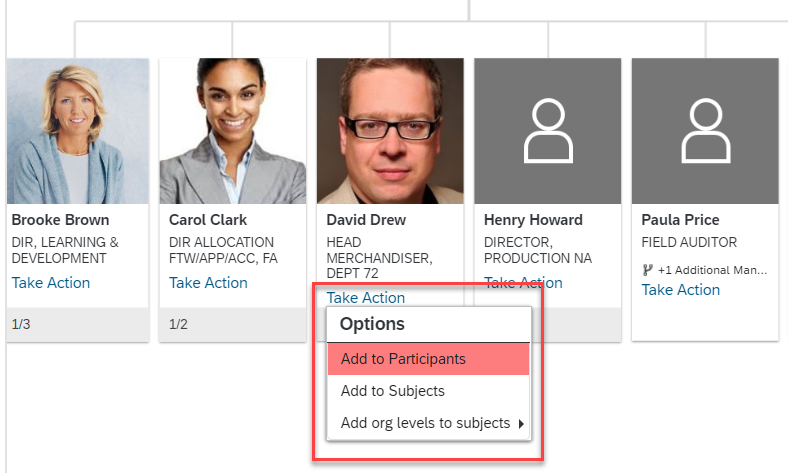 Brooke Brown
DIR, LEARNING &
DEVELOPMENT
Take Action
1/3
Carol Clark
DIR ALLOCATION
FTW/APP/ACC, FA
Take Action
1/2
David Drew
HEAD
MERCHANDISER,
DEPT 72
Take Action
Henry Howard
DIRECTOR,
PRODUCTION NA
Take Action
Paula Price
FIELD AUDITOR
+1 Additional Man...
Take Action
Options
Add to Participants
Add to Subjects
Add org levels to subjects